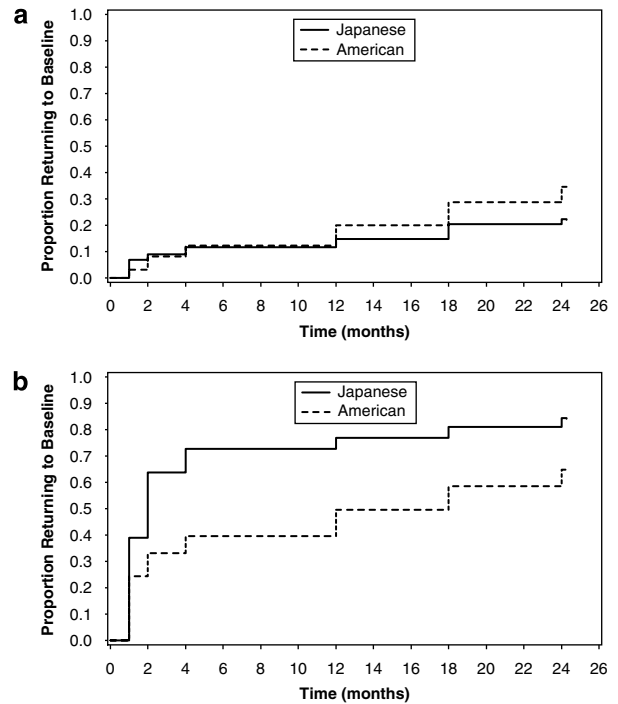 a
Proportion Returning to Baseline
1.0
0.9
0.8
0.7
0.6
0.5
0.4
0.3
0.2
0.1
0.0
Japanese
American
0 2 4 6 8 10 12 14 16 18 20 22 24 26
Time (months)
b
Proportion Returning to Baseline
1.0
0.9
0.8
0.7
0.6
0.5
0.4
0.3
0.2
0.1
0.0
Japanese
American
0 2 4 6 8 10 12 14 16 18 20 22 24 26
Time (months)